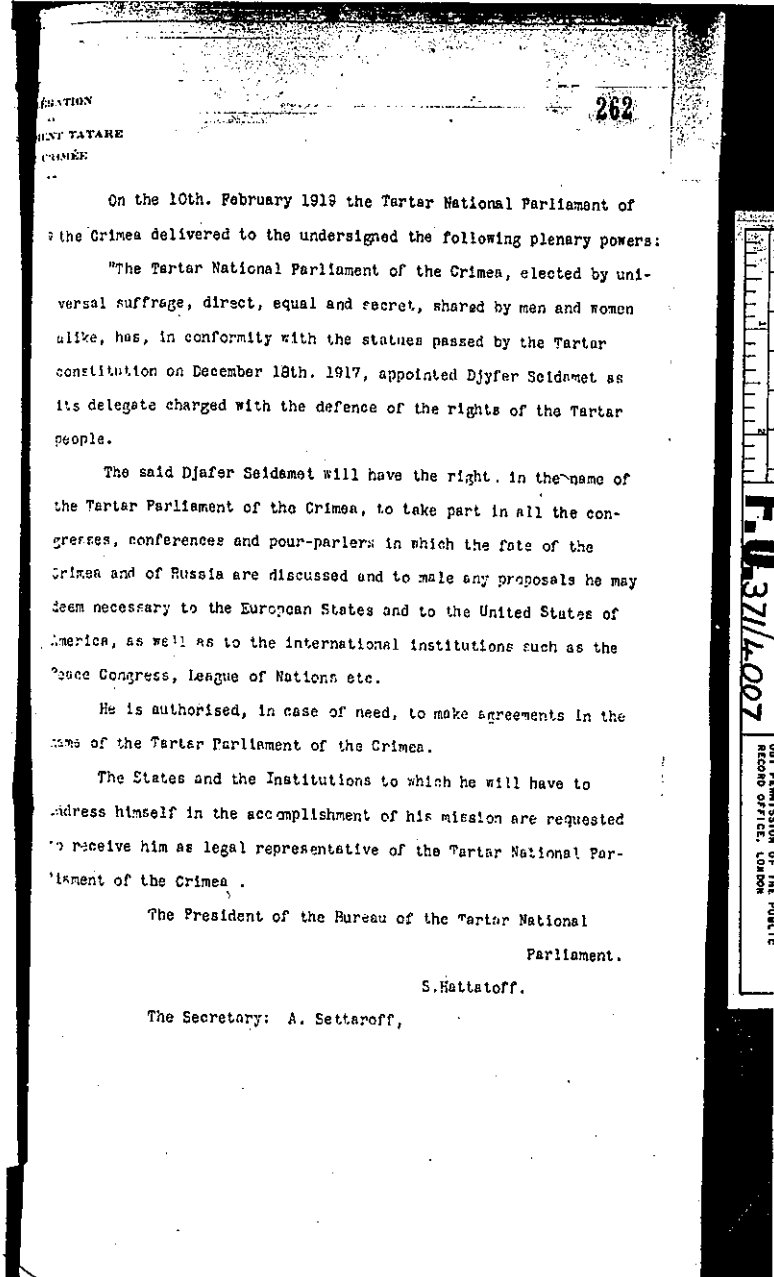 262
TATARE
CRIMÉE
On the 10th. February 1919 the Tartar National Parliament of
the Crimea delivered to the undersigned the following plenary powers:
"The Tartar National Parliament of the Crimea, elected by uni-
versal suffrage, direct, equal and secret, shared by men and women
alike, has, in conformity with the statues passed by the Tartar
constitution on December 18th. 1917, appointed Djyfer Seidamet as
its delegate charged with the defence of the rights of the Tartar
people.
The said Djafer Seidamet will have the right. in the name of
the Tartar Parliament of the Crimea, to take part in all the con-
gresses, conferences and pour-parlers in which the fate of the
Crimea and of Russia are discussed and to male any proposals he may
deem necessary to the European States and to the United States of
America, as well as to the international institutions such as the
Peace Congress, League of Nations etc.
He is authorised, in case of need, to make agreements in the
name of the Tartar Parliament of the Crimea.
The States and the Institutions to which he will have to
address himself in the accomplishment of his mission are requested
to receive him as legal representative of the Tartar National Par-
liament of the Crimea .
The President of the Bureau of the Tartar National
Parliament.
S.Hattatoff.
The Secretary: A. Settaroff,
1
2
F.O. 371/4007
OF THE PUBLIC
RECORD OFFICE, LONDON